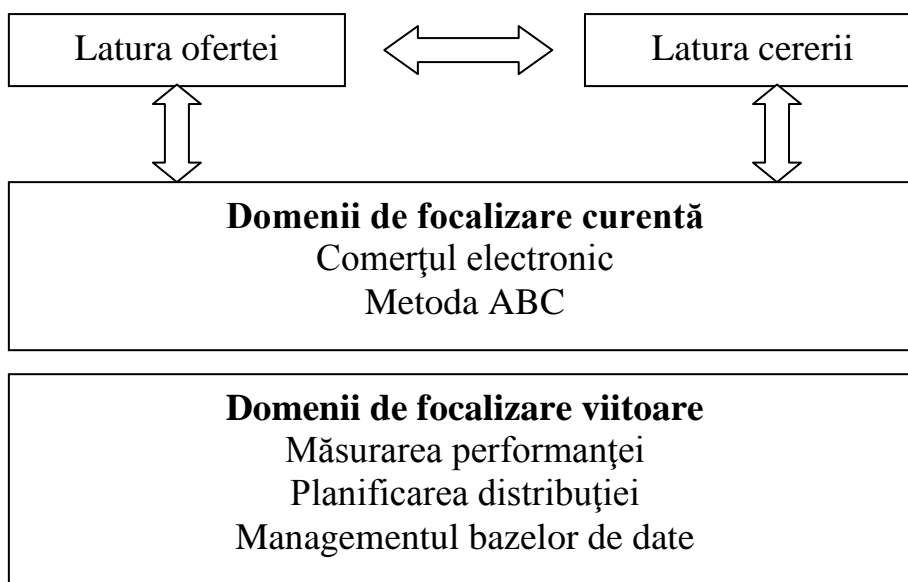 Latura ofertei
Latura cererii
Domenii de focalizare curentă
Comerţul electronic
Metoda ABC
Domenii de focalizare viitoare
Măsurarea performanţei
Planificarea distribuţiei
Managementul bazelor de date